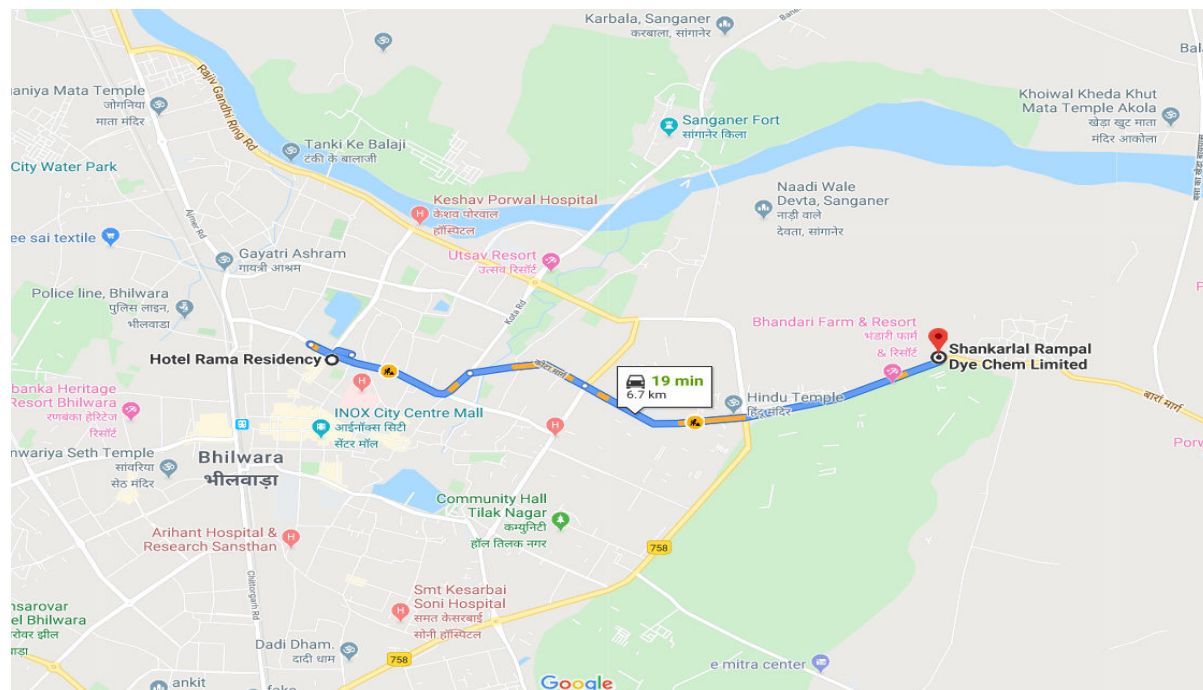 Karbala, Sanganer
करबाला, सांगानेर
Rajiv Gandhi Ring Rd
aniya Mata Temple
जोगनिया
माता मंदिर
Khoiwal Kheda Khut
Mata Temple Akola
खेडा खुट माता
मंदिर आकोला
Sanganer Fort
सांगानेर किला
Tanki Ke Balaji
टंकी के बालाजी
City Water Park
Naadi Wale
Devta, Sanganer
नाड़ी वाले
देवता, सांगानेर
Keshav Porwal Hospital
केशव पोरवाल
हॉस्पिटल
Ajmer Rd
ee sai textile
Gayatri Ashram
गायत्री आश्रम
Utsav Resort
उत्सव रिसॉर्ट
Police line, Bhilwara
पुलिस लाइन,
भीलवाडा
Kota Rd
Bhandari Farm & Resort
भंडारी फार्म
& रिसॉर्ट
Shankarlal Rampal
Dye Chem Limited
Hotel Rama Residency
कोटा मार्ग
19 min
6.7 km
बारां मार्ग
banka Heritage
Resort Bhilwara
रणबंका हेरिटेज
रिसॉर्ट
INOX City Centre Mall
आईनॉक्स सिटी
सेंटर मॉल
Hindu Temple
हिंदू मंदिर
Bhilwara
भीलवाड़ा
nwariya Seth Temple
सांवरिया
सेठ मंदिर
Community Hall
Tilak Nagar
कम्युनिटी
हॉल तिलक नगर
Arihant Hospital &
Research Sansthan
758
Chittorgarh Rd
Smt Kesarbai
Soni Hospital
समत केसरबाई
सोनी हॉस्पिटल
nsarovar
el Bhilwara
Dadi Dham.
दादी धाम
758
e mitra center
ankit
Google